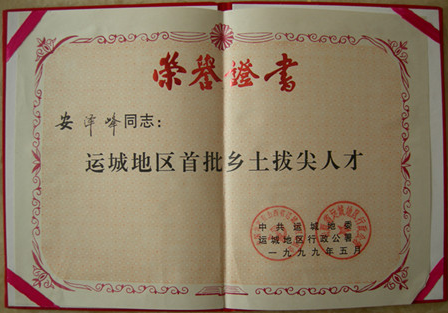 荣誉證書
安泽峰同志：
运城地区首批乡土拔尖人才
中共运城地委
运城地区行政公署
一九九九年五月